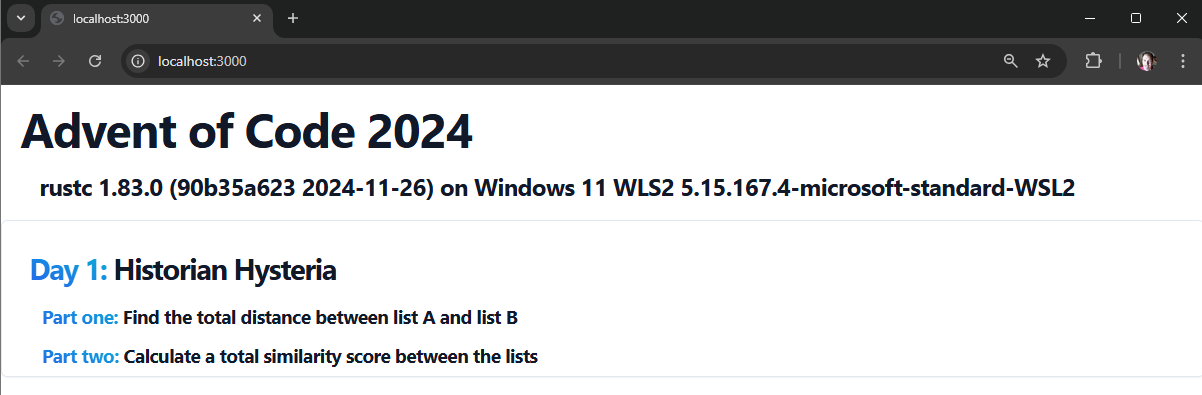 localhost:3000
localhost:3000
Advent of Code 2024
rustc 1.83.0 (90b35a623 2024-11-26) on Windows 11 WLS2 5.15.167.4-microsoft-standard-WSL2
Day 1: Historian Hysteria
Part one: Find the total distance between list A and list B
Part two: Calculate a total similarity score between the lists